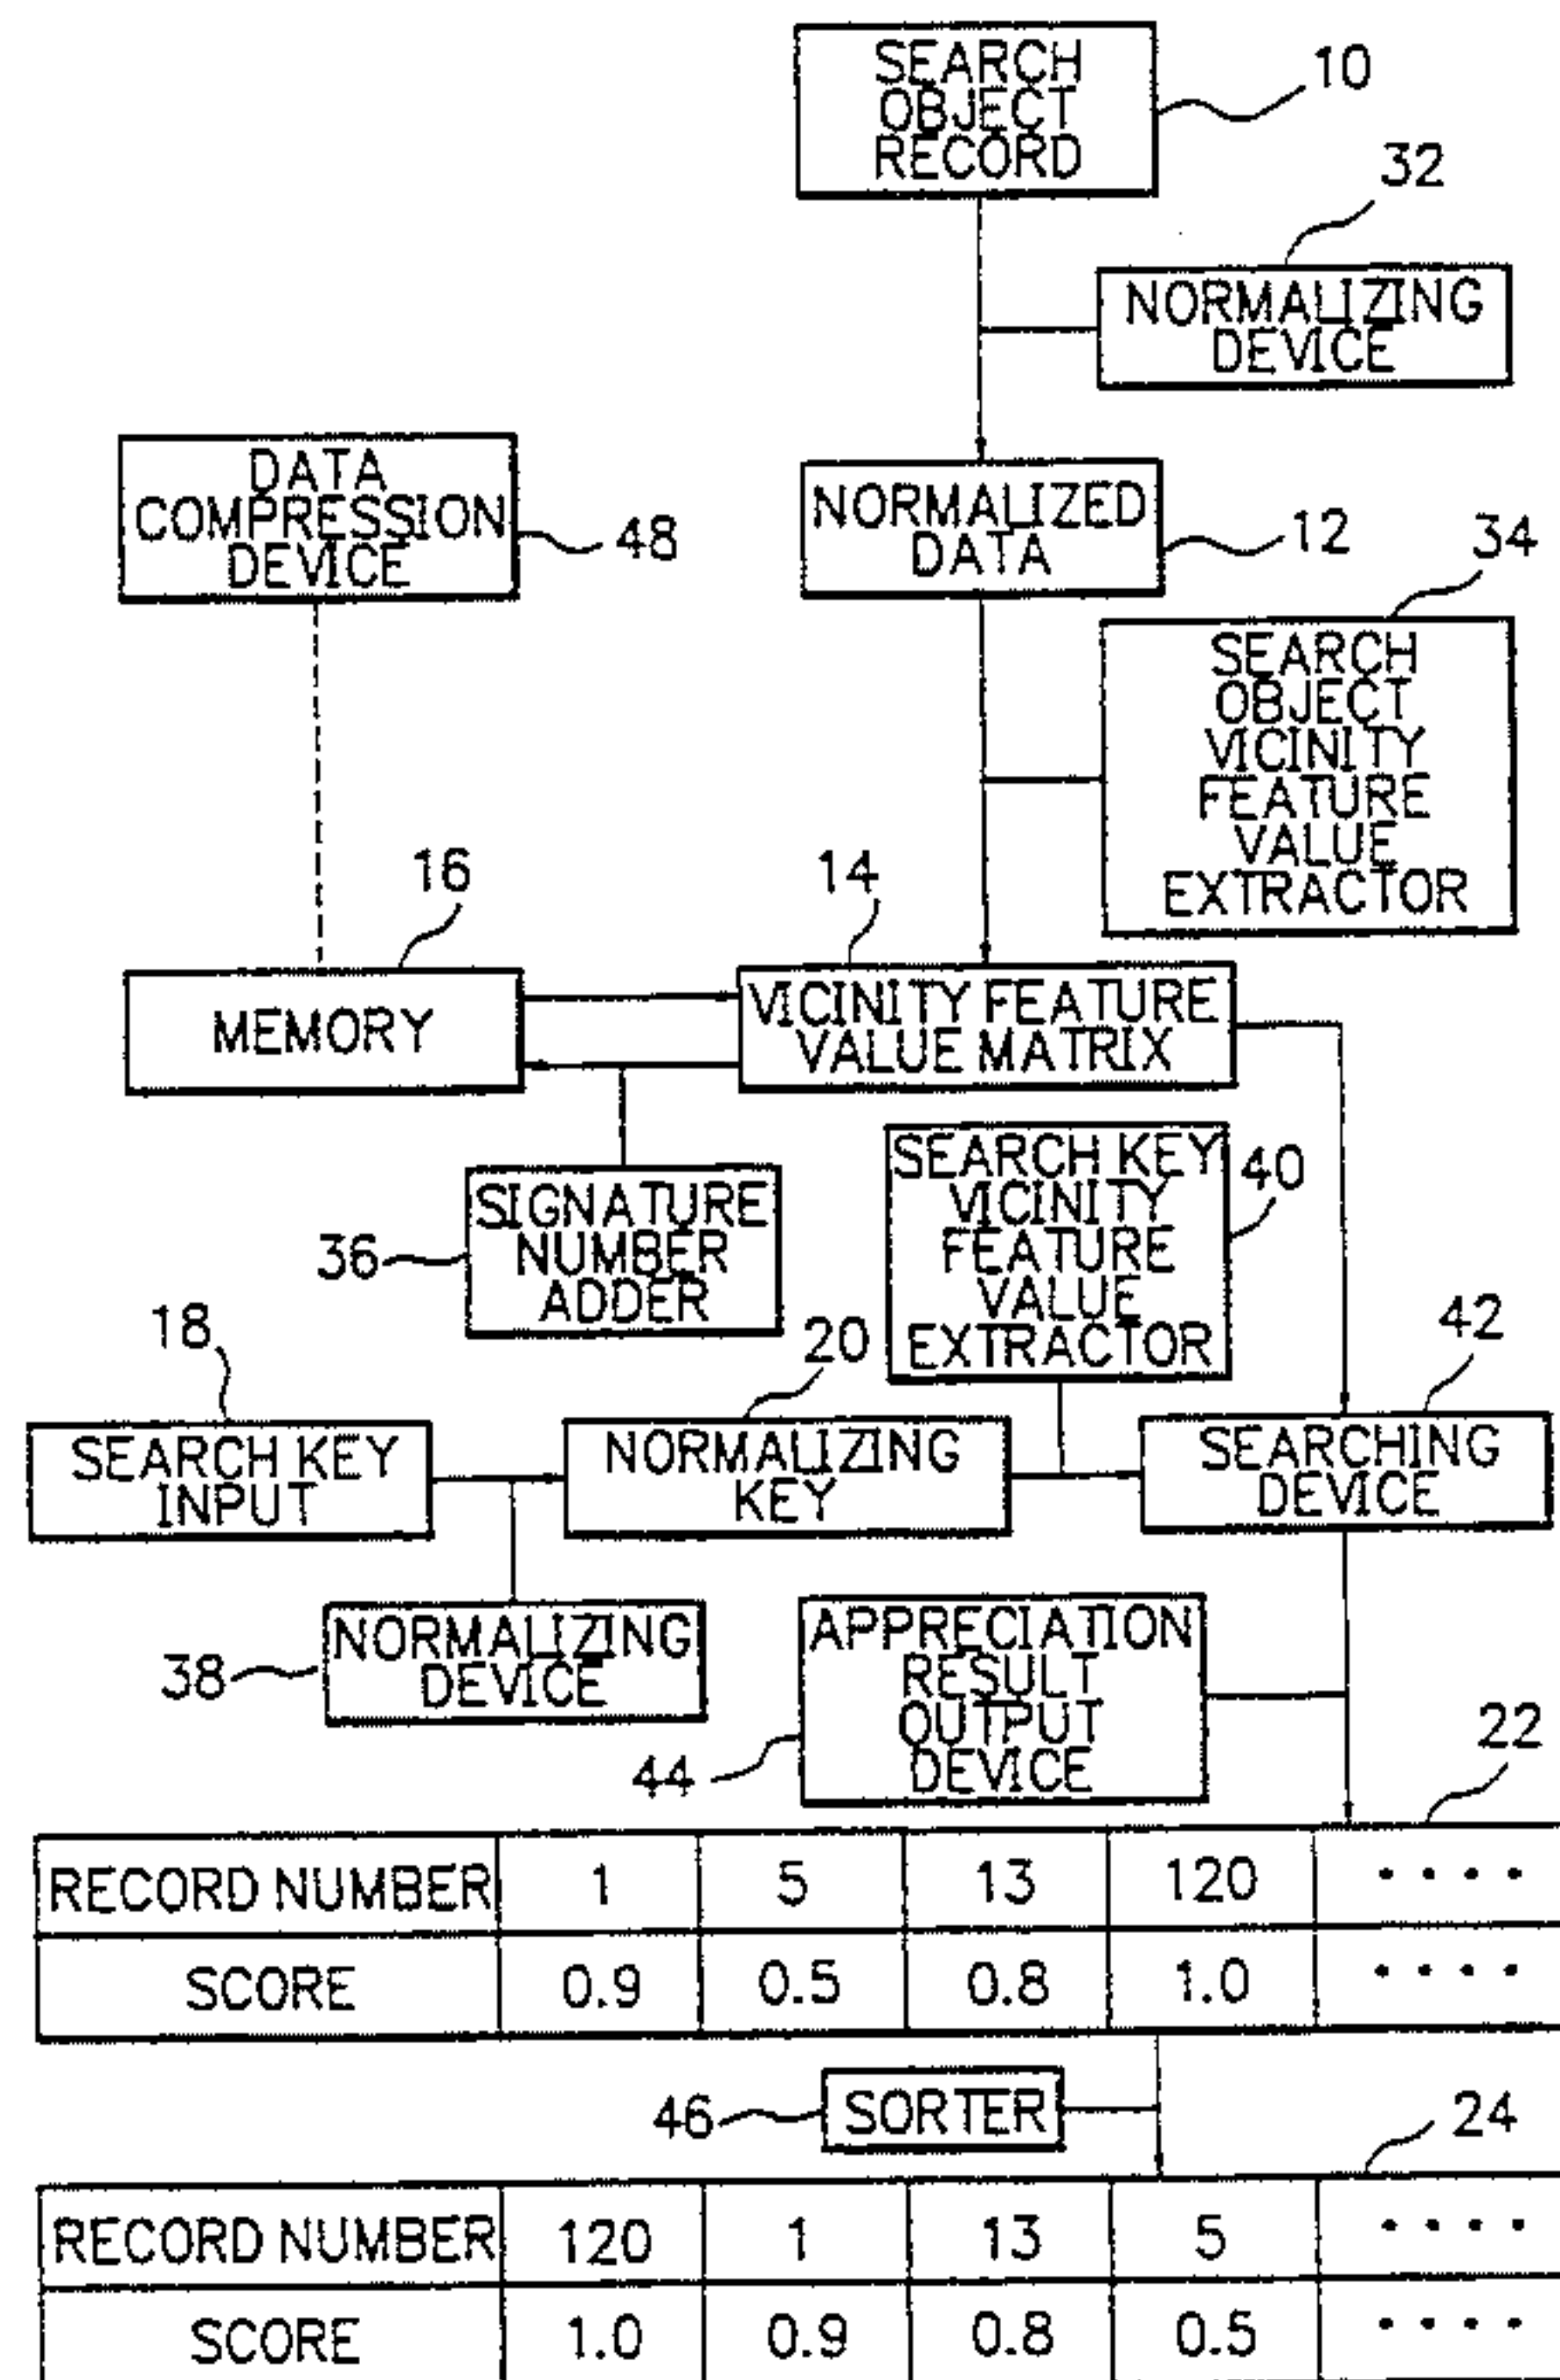 SEARCH
OBJECT
RECORD
10
32
NORMALIZING
DEVICE
DATA
COMPRESSION
DEVICE
48
NORMALIZED
DATA
12
34
SEARCH
OBJECT
VICINITY
FEATURE
VALUE
EXTRACTOR
16
14
MEMORY
VICINITY FEATURE
VALUE MATRIX
SIGNATURE
NUMBER
ADDER
36
SEARCH KEY
VICINITY
FEATURE
VALUE
EXTRACTOR
40
18
20
42
SEARCH KEY
INPUT
NORMALIZING
KEY
SEARCHING
DEVICE
NORMALIZING
DEVICE
38
APPRECIATION
RESULT
OUTPUT
DEVICE
44
22
RECORD NUMBER 1 5 13 120 ••••
SCORE 0.9 0.5 0.8 1.0 ••••
46
SORTER
24
RECORD NUMBER 120 1 13 5 ••••
SCORE 1.0 0.9 0.8 0.5 ••••